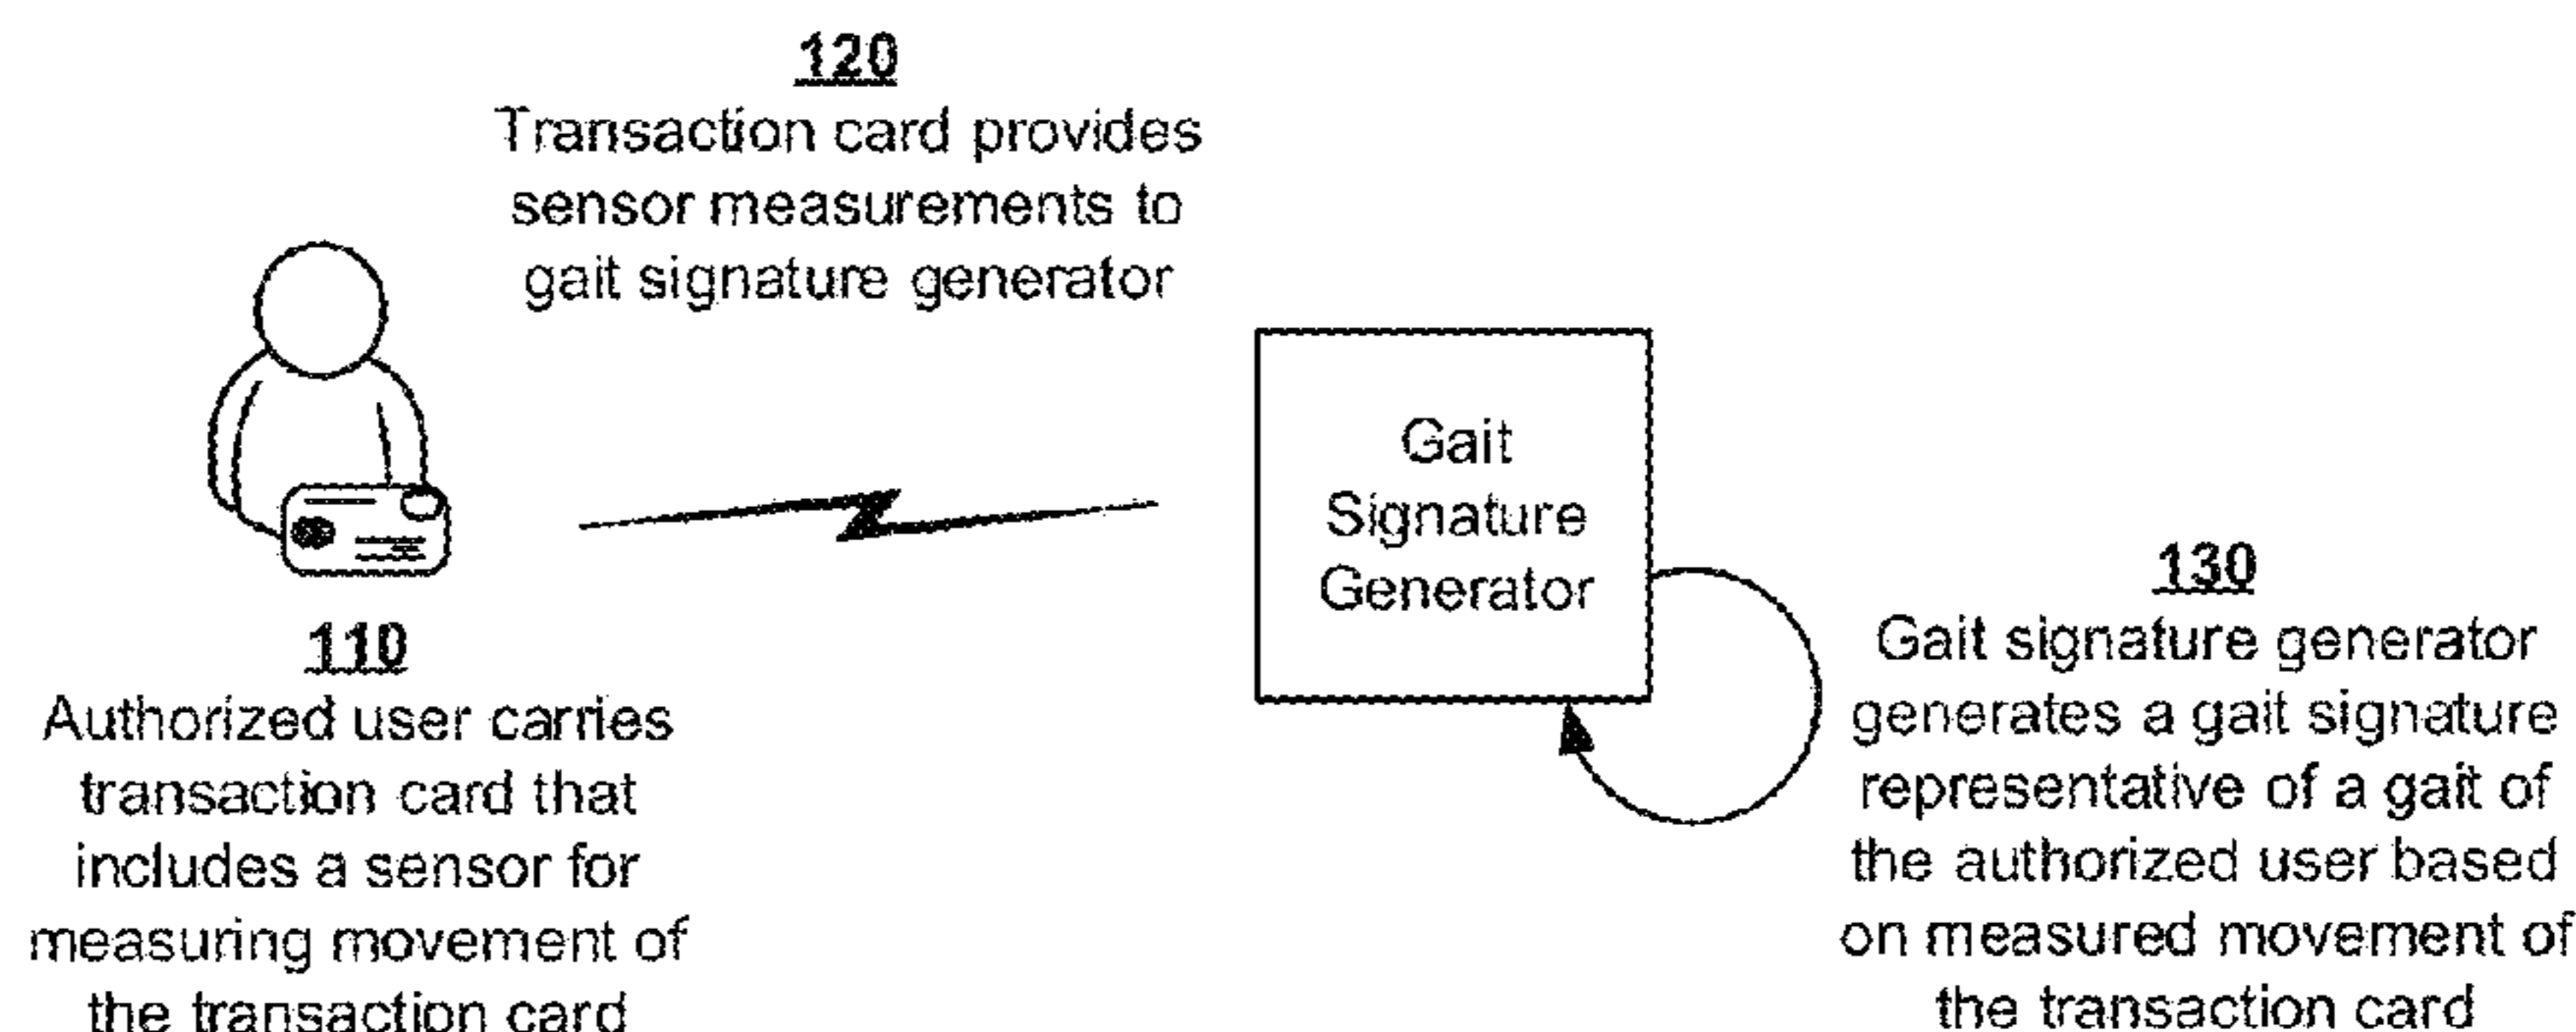 120
Transaction card provides
sensor measurements to
gait signature generator
Gait
Signature
Generator
110
Authorized user carries
transaction card that
includes a sensor for
measuring movement of
the transaction card
130
Gait signature generator
generates a gait signature
representative of a gait of
the authorized user based
on measured movement of
the transaction card